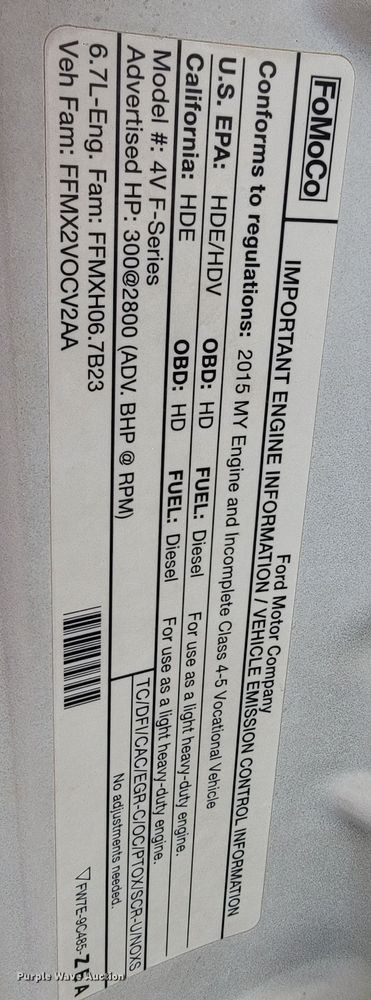 FoMoCo
Ford Motor Company
IMPORTANT ENGINE INFORMATION / VEHICLE EMISSION CONTROL INFORMATION
Conforms to regulations: 2015 MY Engine and Incomplete Class 4-5 Vocational Vehicle
U.S. EPA: HDE/HDV OBD: HD FUEL: Diesel For use as a light heavy-duty engine.
California: HDE OBD: HD FUEL: Diesel For use as a light heavy-duty engine.
Model #: 4V F-Series
Advertised HP: 300@2800 (ADV. BHP @ RPM)
TC/DFI/CAC/EGR-C/OC/PTOX/SCR-U/NOXS
No adjustments needed.
6.7L-Eng. Fam: FFMXH06.7B23
Veh Fam: FFMX2VOCV2AA
▽ FW7E-9C485-
Purple Wave Auction